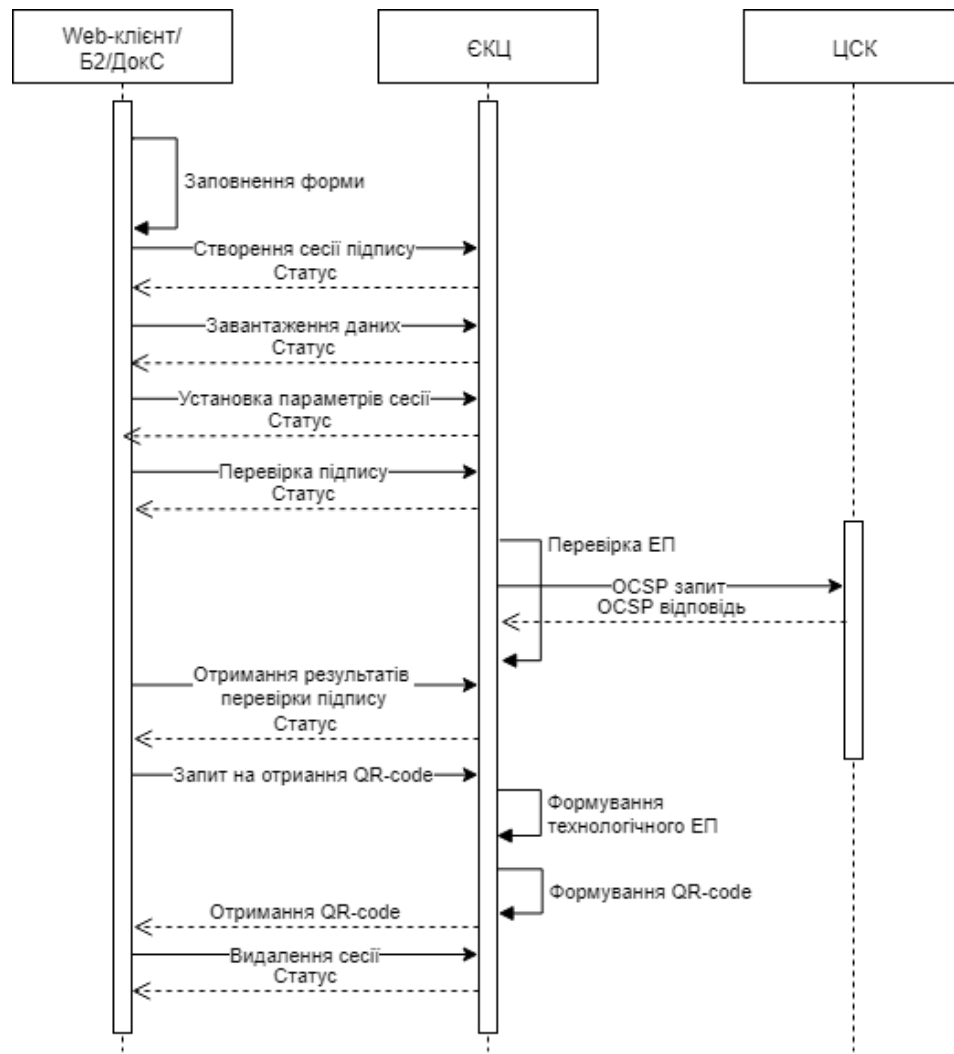 Web-клієнт/
Б2/ДокС
ЄКЦ
ЦСК
Заповнення форми
Створення сесії підпису
Статус
Завантаження даних
Статус
Установка параметрів сесії
Статус
Перевірка підпису
Статус
Перевірка ЕП
OCSP запит
OCSP відповідь
Отримання результатів
перевірки підпису
Статус
Запит на отриання QR-code
Формування
технологічного ЕП
Формування QR-code
Отримання QR-code
Видалення сесії
Статус